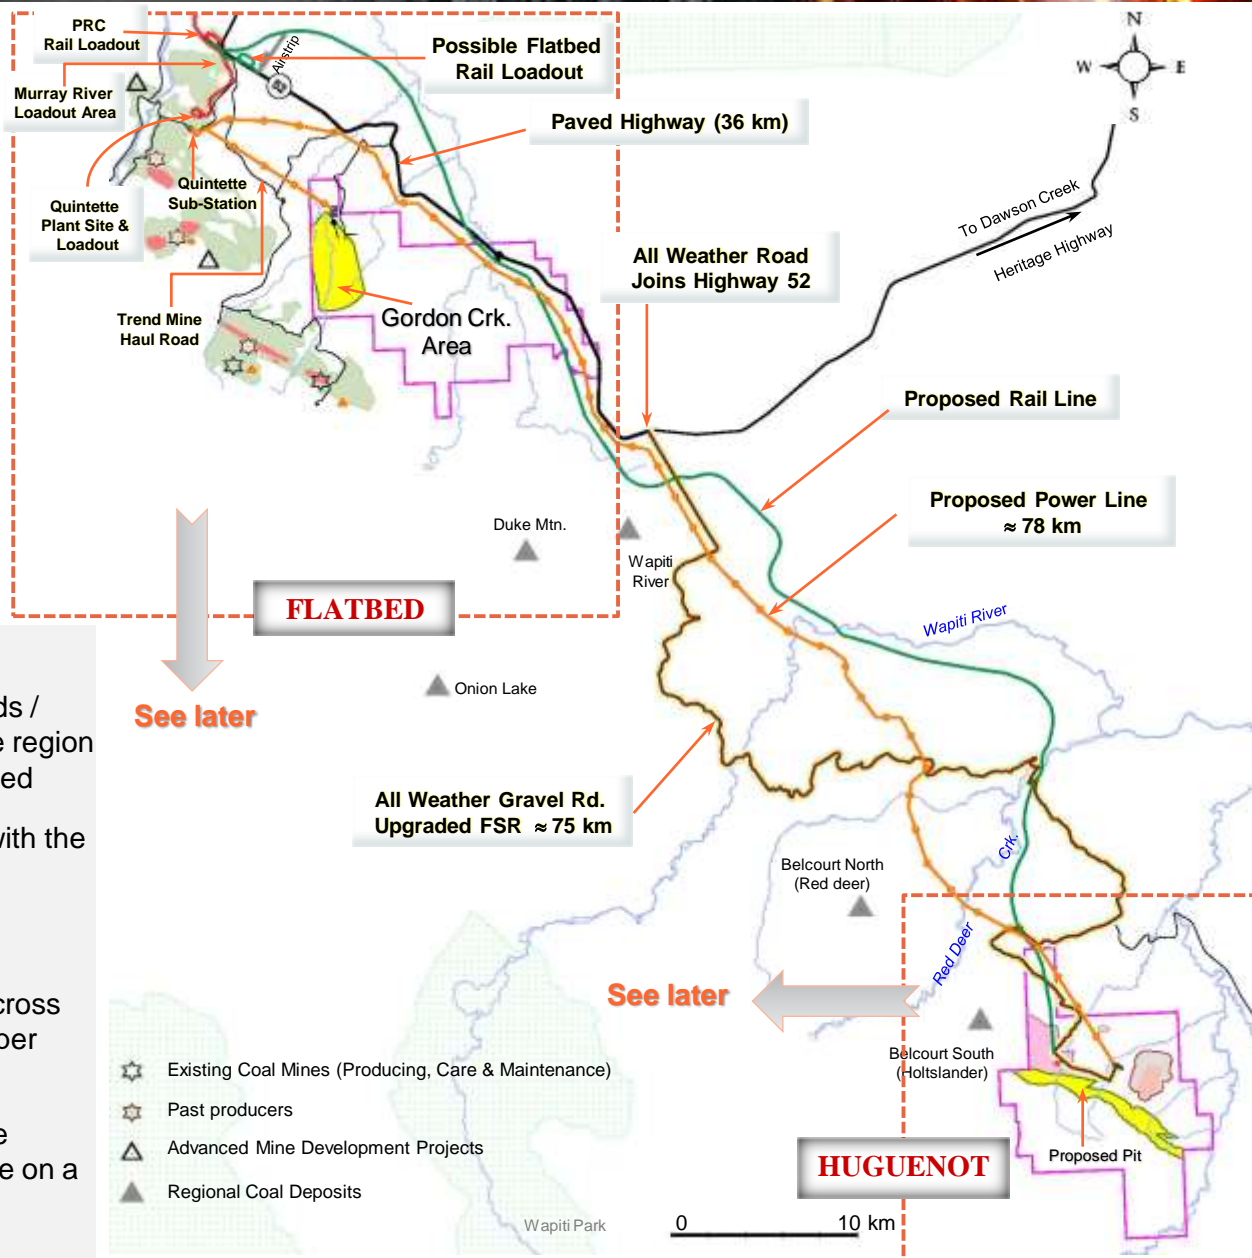 PRC
Rail Loadout
Murray River
Loadout Area
Airstrip
52
Possible Flatbed
Rail Loadout
Paved Highway (36 km)
N
W E
S
Quintette
Plant Site &
Loadout
Quintette
Sub-Station
Trend Mine
Haul Road
Gordon Crk.
Area
All Weather Road
Joins Highway 52
To Dawson Creek
Heritage Highway
Proposed Rail Line
Proposed Power Line
≈ 78 km
Duke Mtn.
Wapiti
River
FLATBED
Wapiti River
Onion Lake
See later
All Weather Gravel Rd.
Upgraded FSR ≈ 75 km
ds /
e region
ed
with the
cross
ber
e
e on a
Belcourt North
(Red deer)
Red Deer
Crk.
See later
Belcourt South
(Holtslander)
Existing Coal Mines (Producing, Care & Maintenance)
Past producers
Advanced Mine Development Projects
Regional Coal Deposits
HUGUENOT
Proposed Pit
Wapiti Park
0 10 km